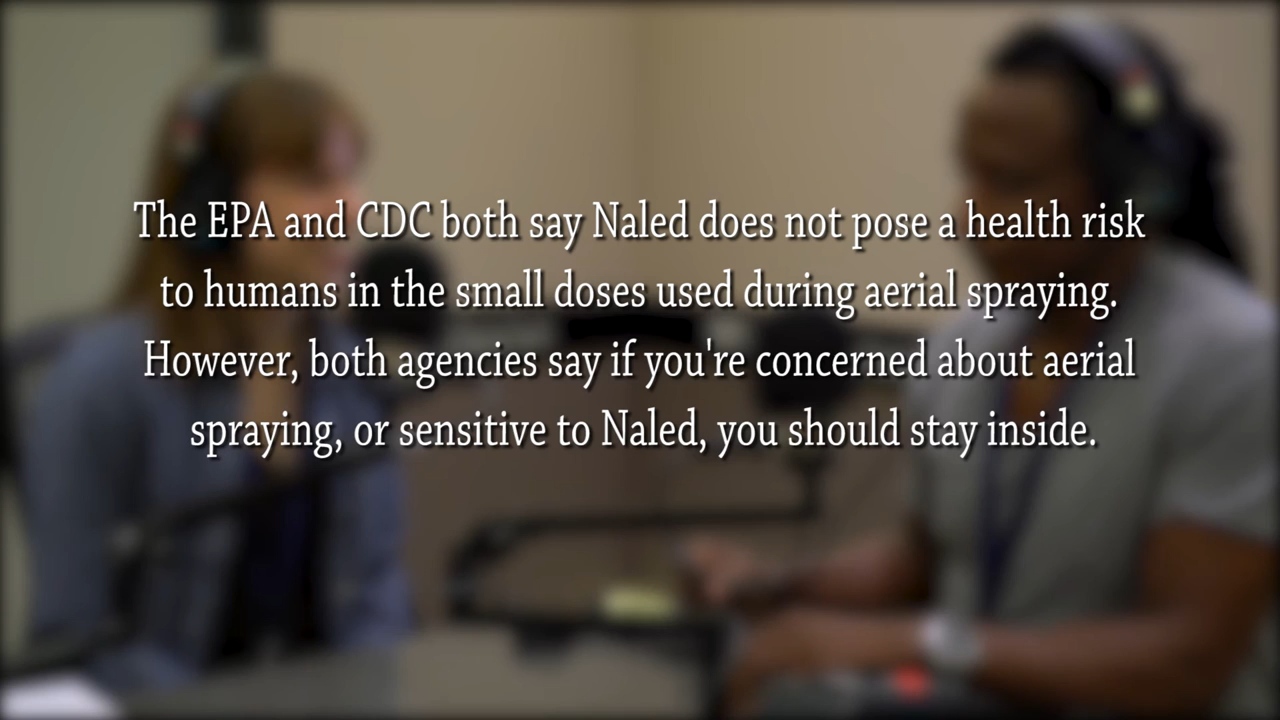 The EPA and CDC both say Naled does not pose a health risk
to humans in the small doses used during aerial spraying.
However, both agencies say if you're concerned about aerial
spraying, or sensitive to Naled, you should stay inside.